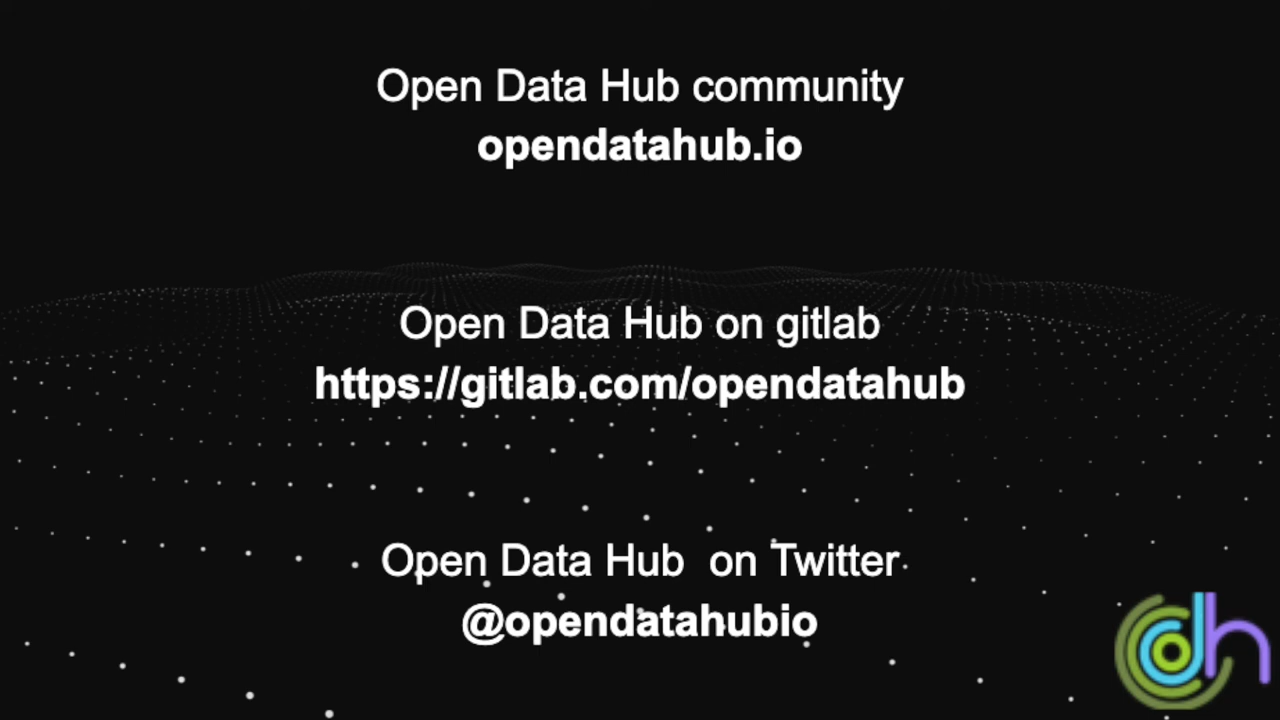 Open Data Hub community
opendatahub.io
Open Data Hub on gitlab
https://gitlab.com/opendatahub
Open Data Hub  on Twitter
@opendatahubio
odh